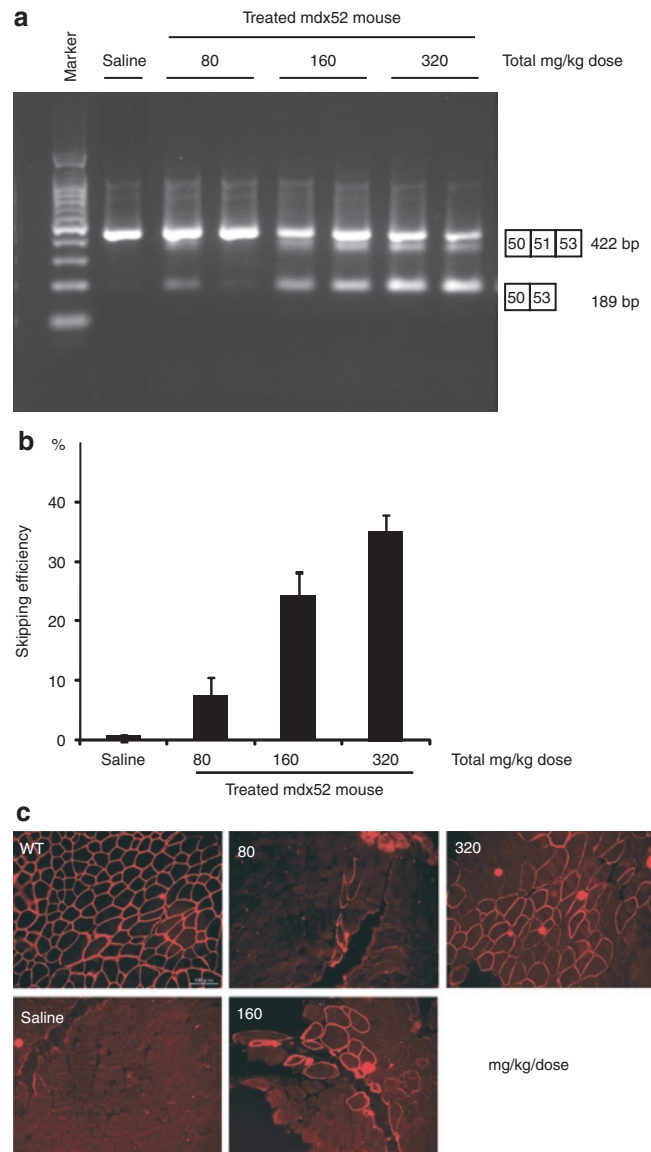 a
Treated mdx52 mouse
Marker
Saline 80 160 320 Total mg/kg dose
50 51 53 422 bp
50 53 189 bp
b
%
Skipping efficiency
40
30
20
10
0
Saline 80 160 320 Total mg/kg dose
Treated mdx52 mouse
c
WT 80 320
Saline 160 mg/kg/dose